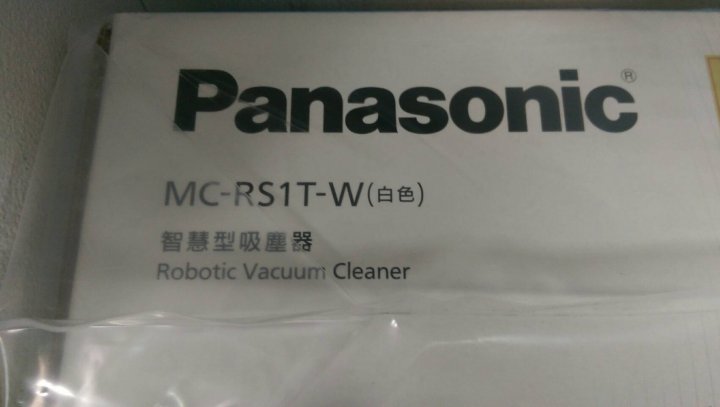 Panasonic®
MC-RS1T-W(白色)
智慧型吸塵器
Robotic Vacuum Cleaner